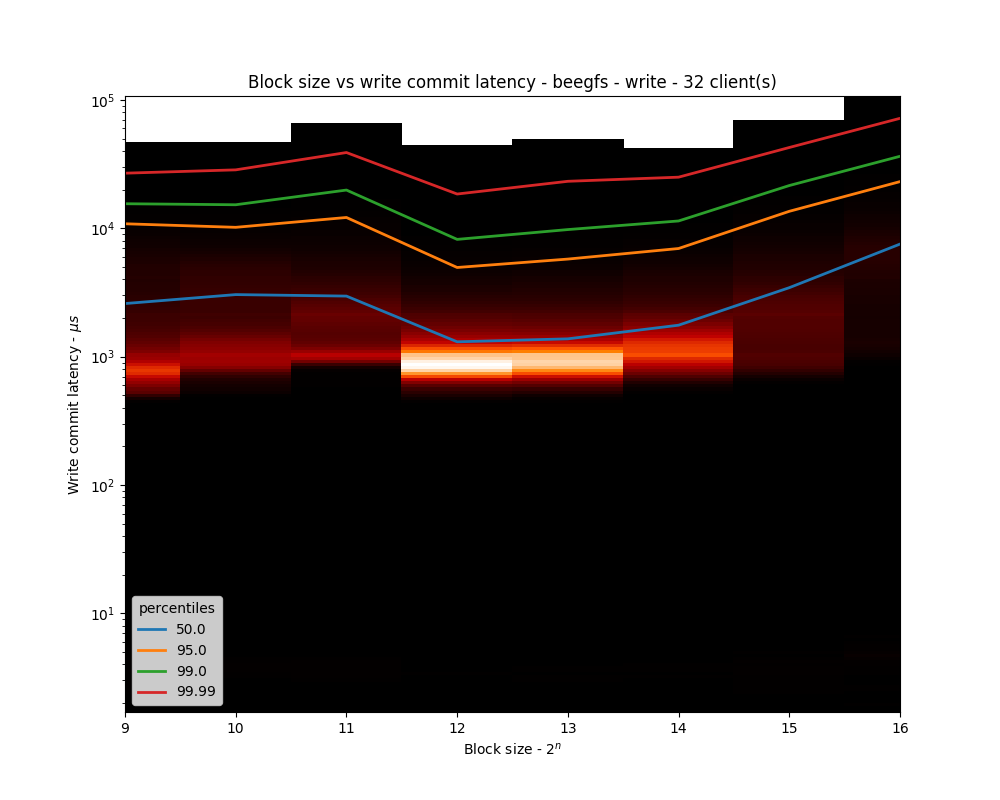 Block size vs write commit latency - beegfs - write - 32 client(s)
Write commit latency - μs
10⁵
10⁴
10³
10²
10¹
percentiles
50.0
95.0
99.0
99.99
9 10 11 12 13 14 15 16
Block size - 2ⁿ